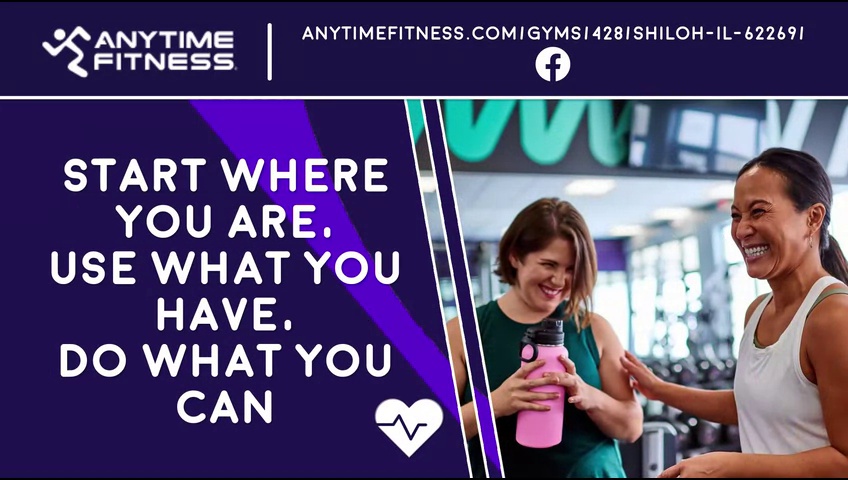 ANYTIME
FITNESS
ANYTIMEFITNESS.COM/GYMS/428/SHILOH-IL-62269/
START WHERE
YOU ARE.
USE WHAT YOU
HAVE.
DO WHAT YOU
CAN